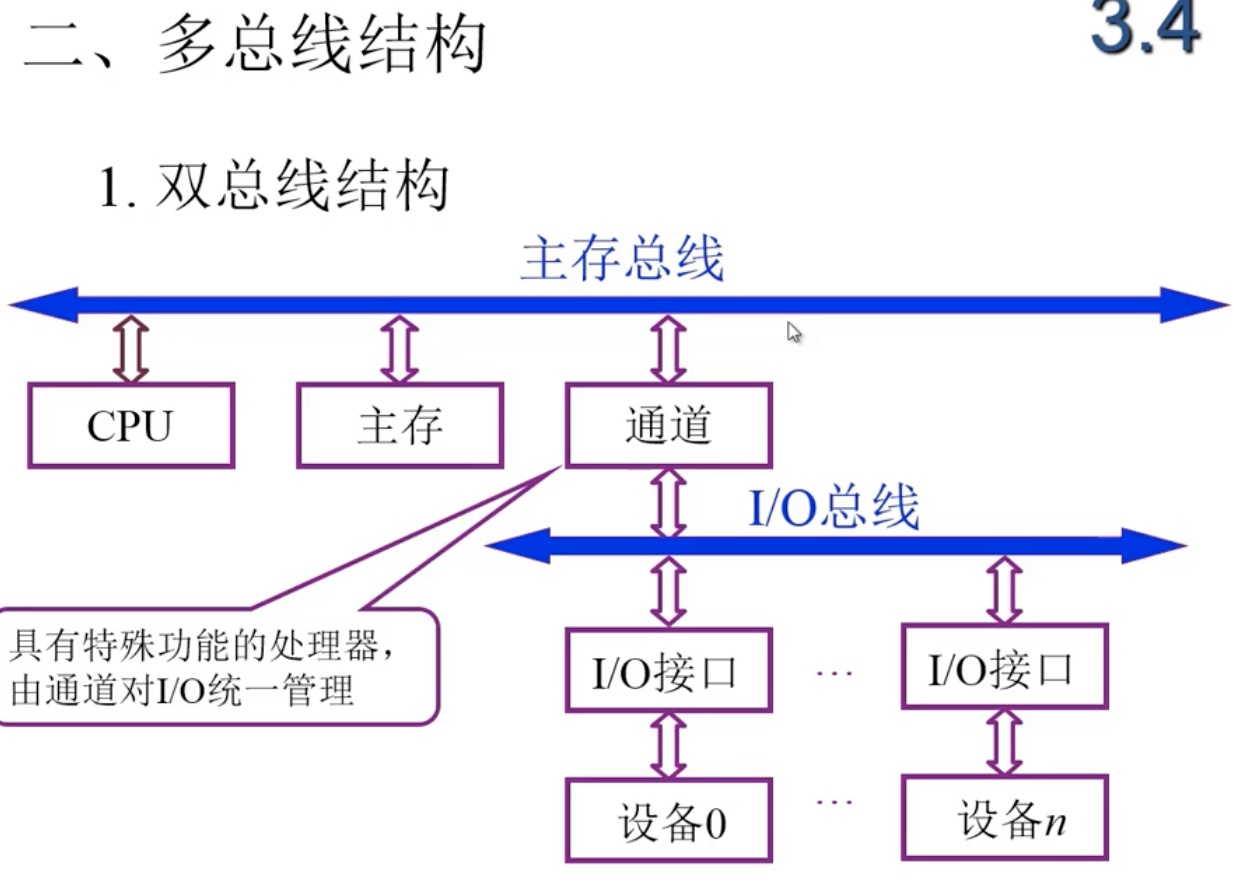 二、多总线结构
3.4
1. 双总线结构
主存总线
CPU
主存
通道
I/O总线
具有特殊功能的处理器，
由通道对I/O统一管理
I/O接口
…
I/O接口
设备0
…
设备n